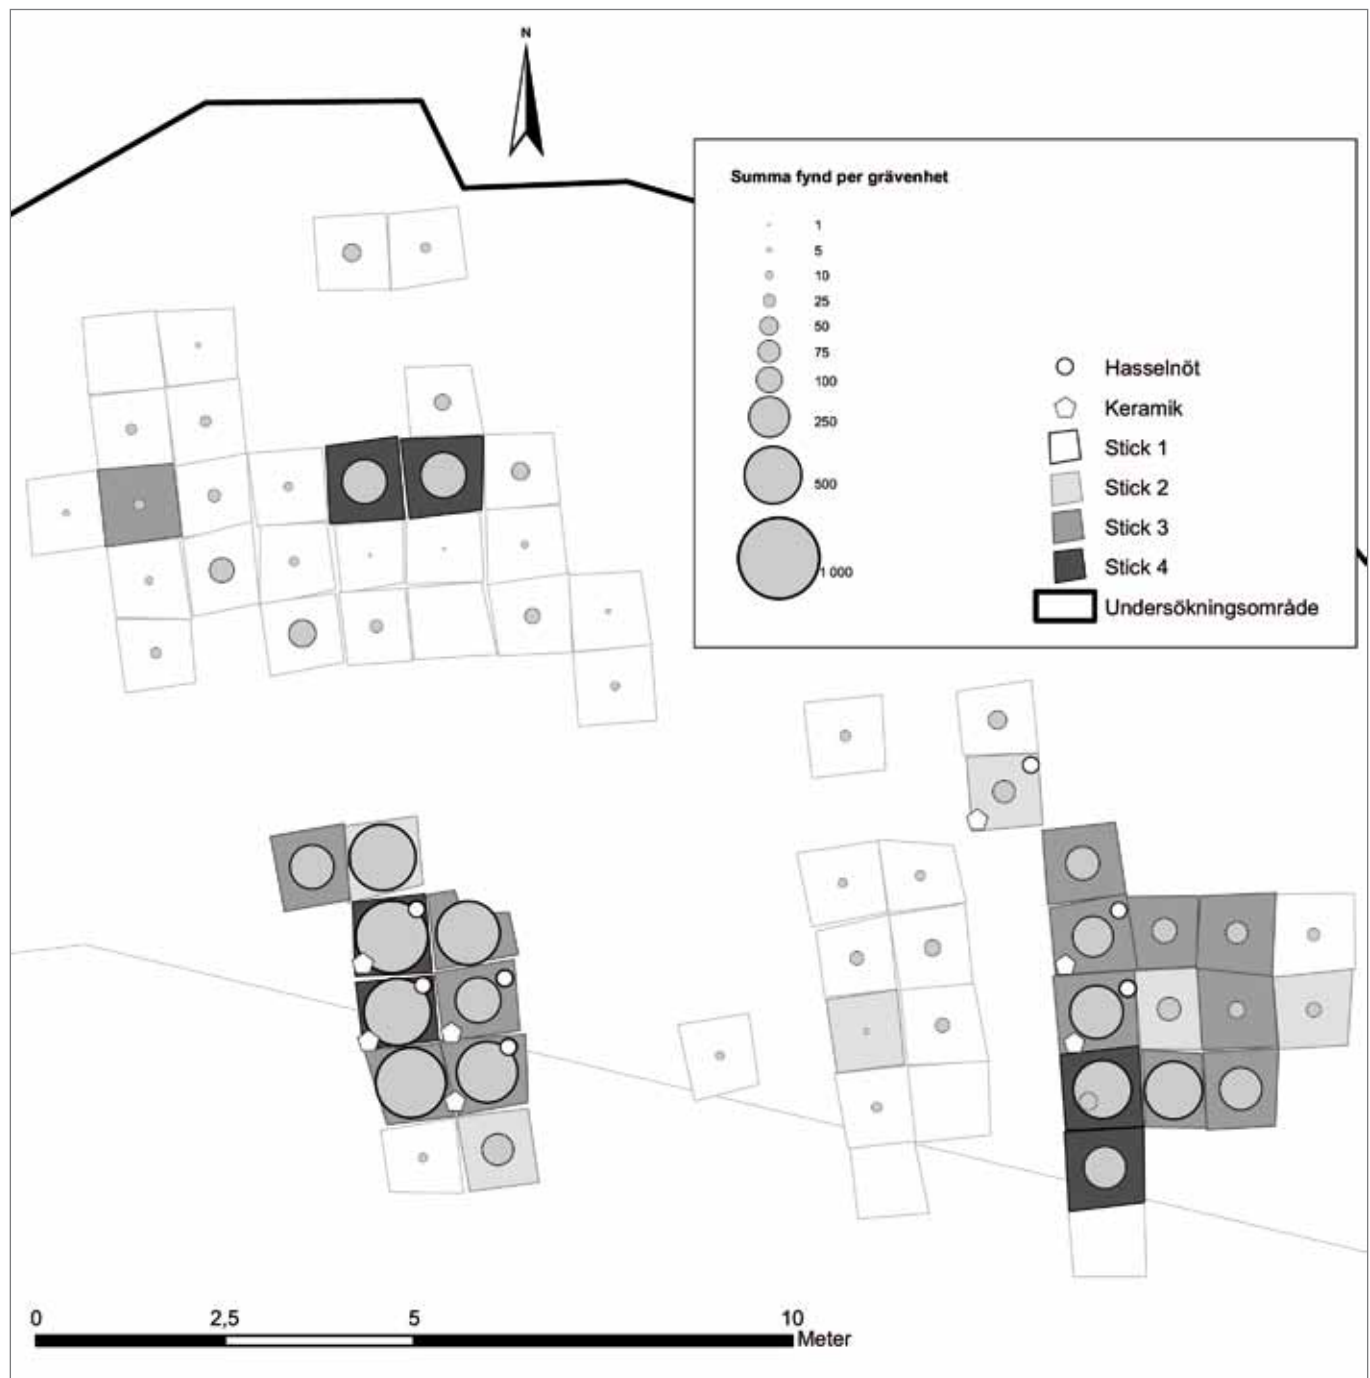 N
Summa fynd per grävenhet
1
5
10
25
50
75
100
250
500
1 000
Hasselnöt
Keramik
Stick 1
Stick 2
Stick 3
Stick 4
Undersökningsområde
0 2,5 5 10
Meter